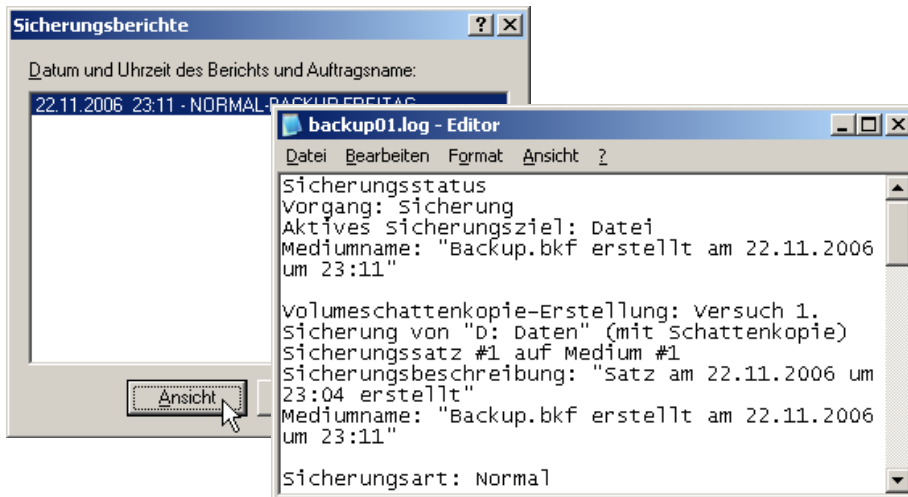 Sicherungsberichte
Datum und Uhrzeit des Berichts und Auftragsname:
22.11.2006 23:11 - NORMAL-BACKUP FREITAG
Ansicht
backup01.log - Editor
Datei Bearbeiten Format Ansicht ?
Sicherungsstatus
Vorgang: Sicherung
Aktives Sicherungsziel: Datei
Mediumname: "Backup.bkf erstellt am 22.11.2006
um 23:11"
Volumeschattenkopie-Erstellung: Versuch 1.
Sicherung von "D: Daten" (mit Schattenkopie)
Sicherungssatz #1 auf Medium #1
Sicherungsbeschreibung: "Satz am 22.11.2006 um
23:04 erstellt"
Mediumname: "Backup.bkf erstellt am 22.11.2006
um 23:11"
Sicherungsart: Normal